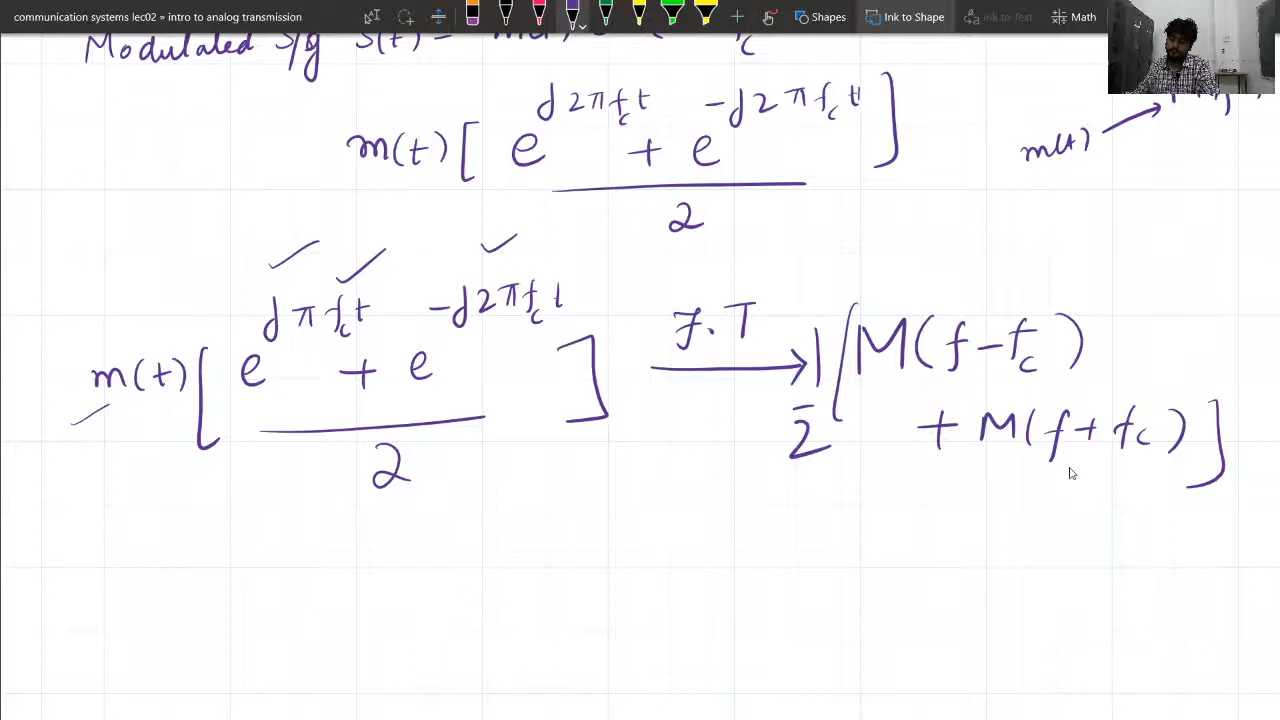 communication systems lec02 » intro to analog transmission
Shapes
Ink to Shape
Ink to Text
Math
Modulated s/g s(t) =
m(t) [ e^{j2πf_c t} + e^{-j2πf_c t} ] / 2
m(t)
m(t) [ e^{jπf_c t} + e^{-j2πf_c t} ] / 2
F.T
1/2 [ M(f-f_c)
+ M(f+f_c) ]